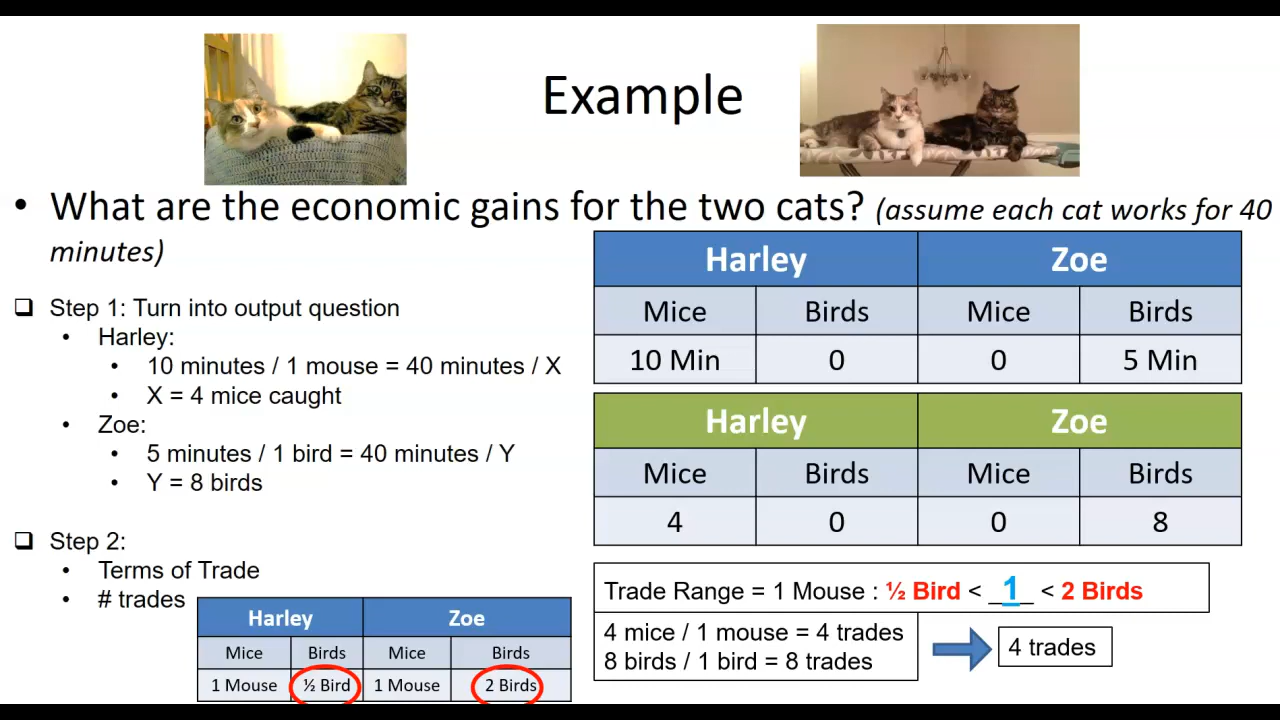 Example
• What are the economic gains for the two cats? (assume each cat works for 40
minutes)
❑ Step 1: Turn into output question
• Harley:
• 10 minutes / 1 mouse = 40 minutes / X
• X = 4 mice caught
• Zoe:
• 5 minutes / 1 bird = 40 minutes / Y
• Y = 8 birds
❑ Step 2:
• Terms of Trade
• # trades
Harley Zoe
Mice Birds Mice Birds
1 Mouse ½ Bird 1 Mouse 2 Birds
Harley Zoe
Mice Birds Mice Birds
10 Min 0 0 5 Min
Harley Zoe
Mice Birds Mice Birds
4 0 0 8
Trade Range = 1 Mouse : ½ Bird < _1_ < 2 Birds
4 mice / 1 mouse = 4 trades
8 birds / 1 bird = 8 trades
4 trades